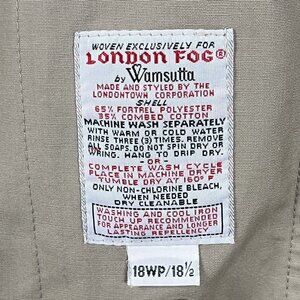 WOVEN EXCLUSIVELY FOR
LONDON FOG®
by Wamsutta
MADE AND STYLED BY THE
LONDONTOWN CORPORATION
SHELL
65% FORTREL POLYESTER
35% COMBED COTTON
MACHINE WASH SEPARATELY
WITH WARM OR COLD WATER
RINSE THREE (3) TIMES. REMOVE
ALL SOAPS. DO NOT SPIN DRY OR
WRING. HANG TO DRIP DRY.
-OR-
COMPLETE WASH CYCLE
PLACE IN MACHINE DRYER
TUMBLE DRY AT 160° F
ONLY NON-CHLORINE BLEACH,
WHEN NEEDED
DRY CLEANABLE
WASHING AND COOL IRON
TOUCH UP RECOMMENDED
FOR APPEARANCE AND LONGER
LASTING REPELLENCY
18WP/18½